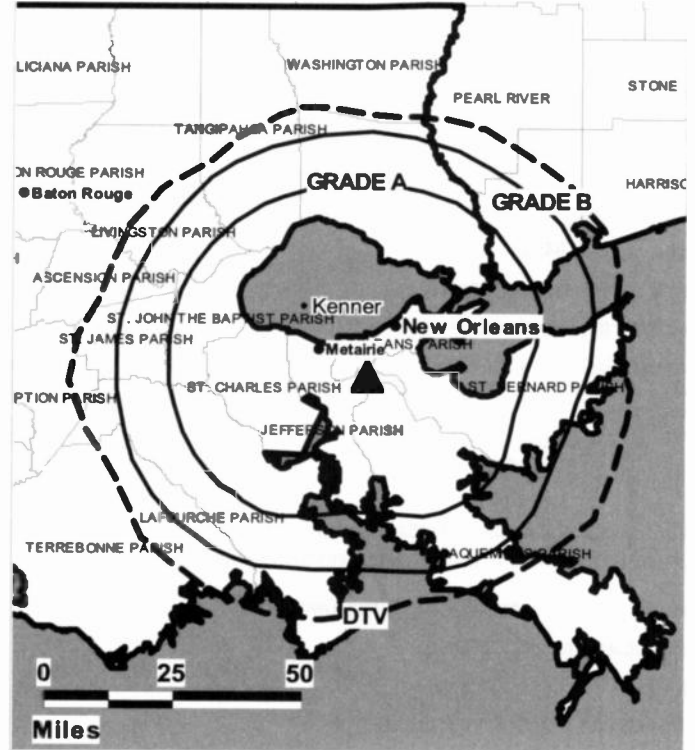 LICIANA PARISH
WASHINGTON PARISH
STONE
PEARL RIVER
TANGIPAHOA PARISH
ON ROUGE PARISH
Baton Rouge
GRADE A
HARRISC
GRADE B
LIVINGSTON PARISH
H
ASCENSION PARISH
Kenner
ST. JOHN THE BAPTIST PARISH
New Orleans
ST. JAMES PARISH
Metairie
EANS PARISH
ST. CHARLES PARISH
ST. BERNARD PARISH
PTION PARISH
JEFFERSON PARISH
LAFOURCHE PARISH
TERREBONNE PARISH
AQUEMINES PARISH
DTV
0 25 50
Miles